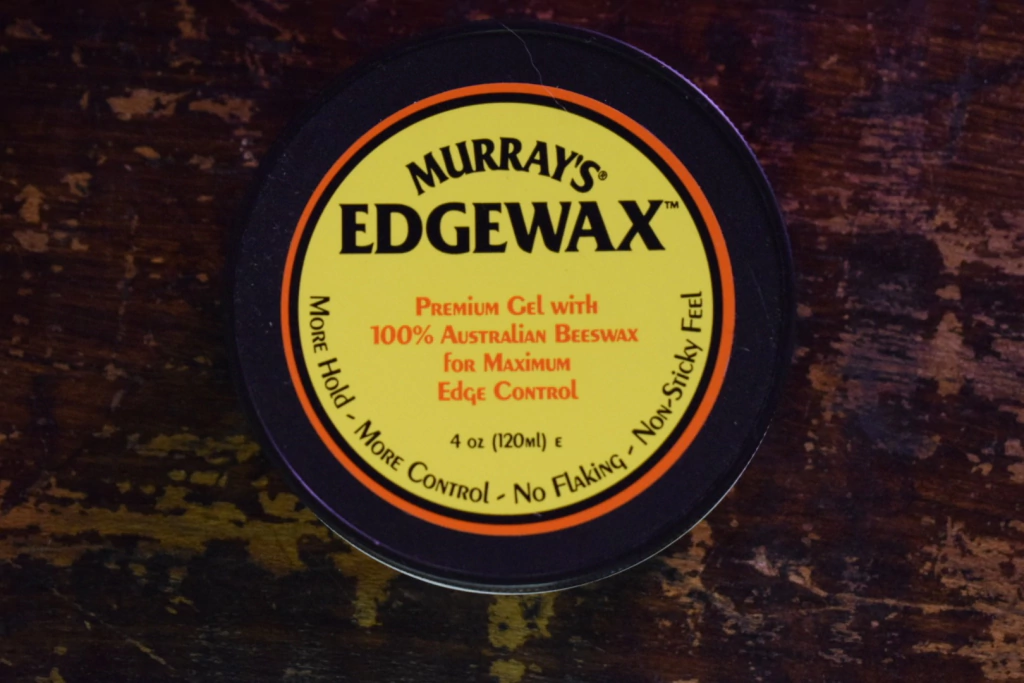 MURRAY'S®
EDGEWAX™
PREMIUM GEL WITH
100% AUSTRALIAN BEESWAX
FOR MAXIMUM
EDGE CONTROL
4 OZ (120ML) E
MORE HOLD - MORE CONTROL - NO FLAKING - NON-STICKY FEEL